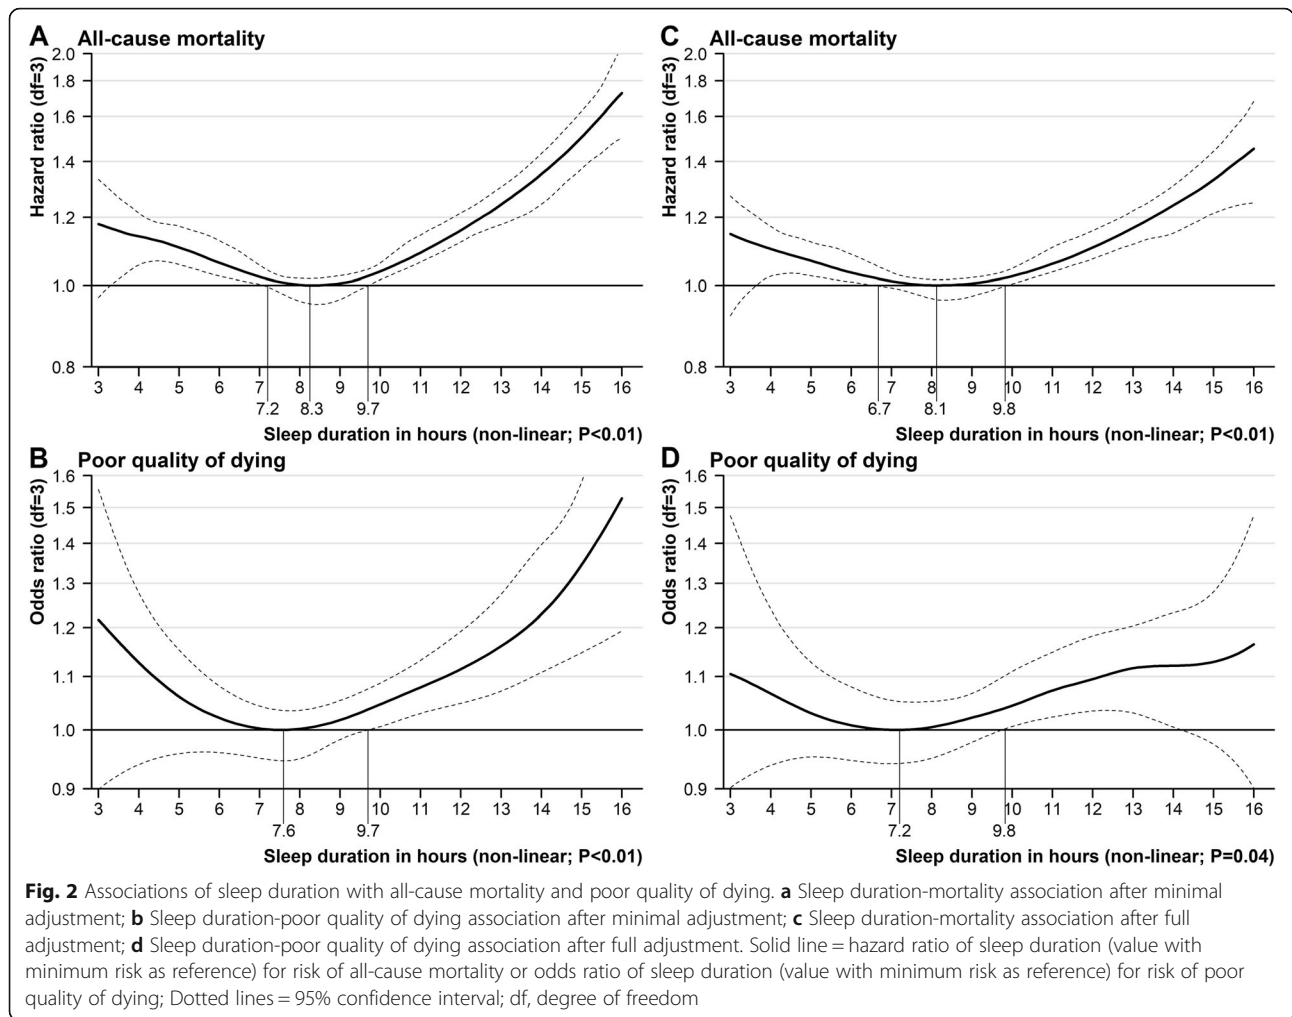 A All-cause mortality
Hazard ratio (df=3)
2.0
1.8
1.6
1.4
1.2
1.0
0.8
3 4 5 6 7 8 9 10 11 12 13 14 15 16
7.2 8.3 9.7
Sleep duration in hours (non-linear; P<0.01)
C All-cause mortality
Hazard ratio (df=3)
2.0
1.8
1.6
1.4
1.2
1.0
0.8
3 4 5 6 7 8 9 10 11 12 13 14 15 16
6.7 8.1 9.8
Sleep duration in hours (non-linear; P<0.01)
B Poor quality of dying
Odds ratio (df=3)
1.6
1.5
1.4
1.3
1.2
1.1
1.0
0.9
3 4 5 6 7 8 9 10 11 12 13 14 15 16
7.6 9.7
Sleep duration in hours (non-linear; P<0.01)
D Poor quality of dying
Odds ratio (df=3)
1.6
1.5
1.4
1.3
1.2
1.1
1.0
0.9
3 4 5 6 7 8 9 10 11 12 13 14 15 16
7.2 9.8
Sleep duration in hours (non-linear; P=0.04)
Fig. 2 Associations of sleep duration with all-cause mortality and poor quality of dying. a Sleep duration-mortality association after minimal
adjustment; b Sleep duration-poor quality of dying association after minimal adjustment; c Sleep duration-mortality association after full
adjustment; d Sleep duration-poor quality of dying association after full adjustment. Solid line = hazard ratio of sleep duration (value with
minimum risk as reference) for risk of all-cause mortality or odds ratio of sleep duration (value with minimum risk as reference) for risk of poor
quality of dying; Dotted lines = 95% confidence interval; df, degree of freedom